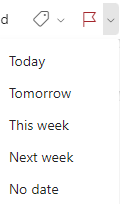 d
Today
Tomorrow
This week
Next week
No date